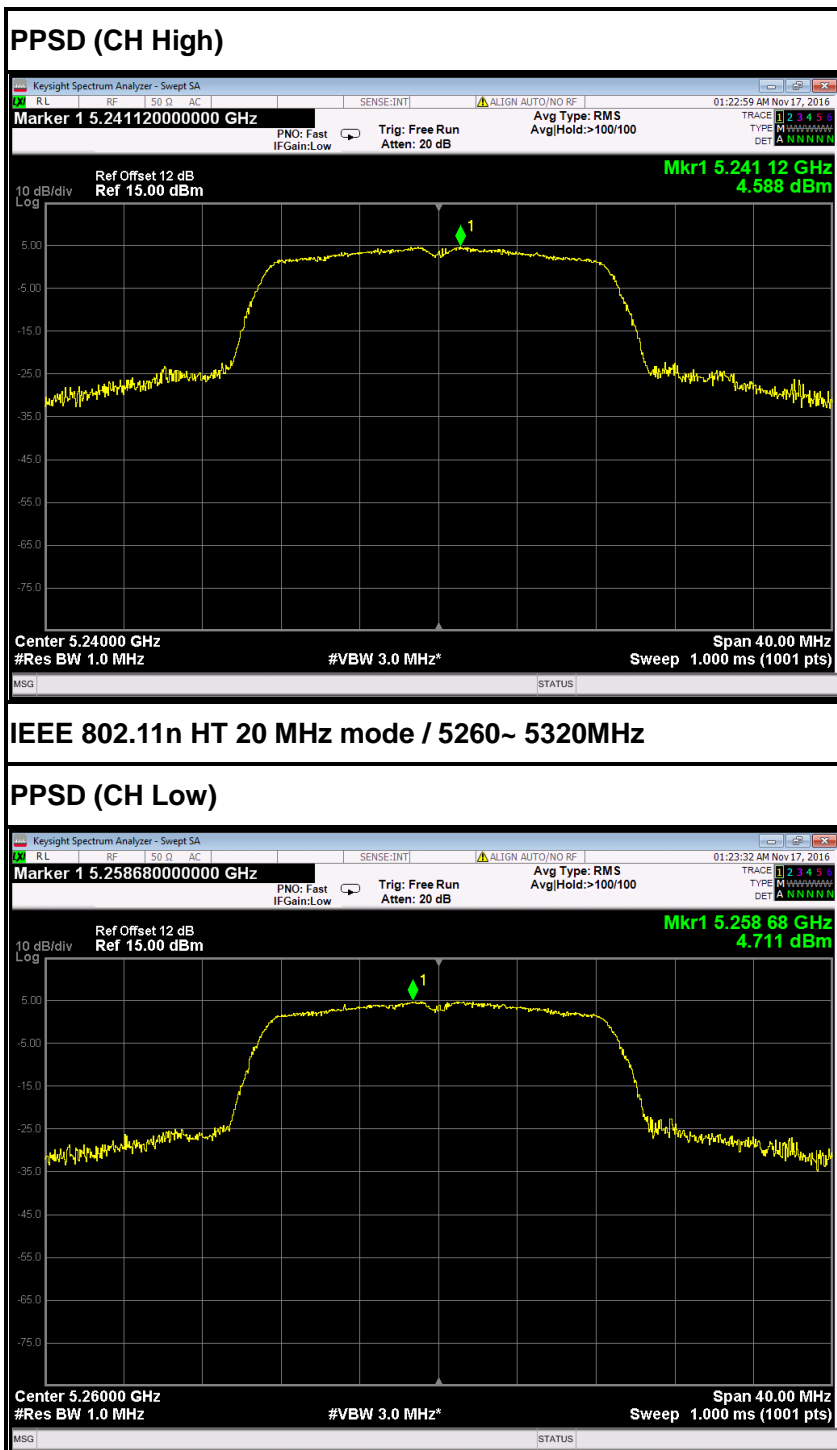 PPSD (CH High)
Keysight Spectrum Analyzer - Swept SA
LXI RL RF 50 Ω AC SENSE:INT ALIGN AUTO/NO RF 01:22:59 AM Nov 17, 2016
Marker 1 5.241120000000 GHz Avg Type: RMS TRACE 1 2 3 4 5 6
PNO: Fast Trig: Free Run Avg|Hold:>100/100 TYPE M WWWWW
IFGain:Low Atten: 20 dB DET A N N N N N
Mkr1 5.241 12 GHz
Ref Offset 12 dB
10 dB/div Ref 15.00 dBm 4.588 dBm
Log
1
5.00
-5.00
-15.0
-25.0
-35.0
-45.0
-55.0
-65.0
-75.0
Center 5.24000 GHz Span 40.00 MHz
#Res BW 1.0 MHz #VBW 3.0 MHz* Sweep 1.000 ms (1001 pts)
MSG STATUS
IEEE 802.11n HT 20 MHz mode / 5260~ 5320MHz
PPSD (CH Low)
Keysight Spectrum Analyzer - Swept SA
LXI RL RF 50 Ω AC SENSE:INT ALIGN AUTO/NO RF 01:23:32 AM Nov 17, 2016
Marker 1 5.258680000000 GHz Avg Type: RMS TRACE 1 2 3 4 5 6
PNO: Fast Trig: Free Run Avg|Hold:>100/100 TYPE M WWWWW
IFGain:Low Atten: 20 dB DET A N N N N N
Mkr1 5.258 68 GHz
Ref Offset 12 dB
10 dB/div Ref 15.00 dBm 4.711 dBm
Log
1
5.00
-5.00
-15.0
-25.0
-35.0
-45.0
-55.0
-65.0
-75.0
Center 5.26000 GHz Span 40.00 MHz
#Res BW 1.0 MHz #VBW 3.0 MHz* Sweep 1.000 ms (1001 pts)
MSG STATUS